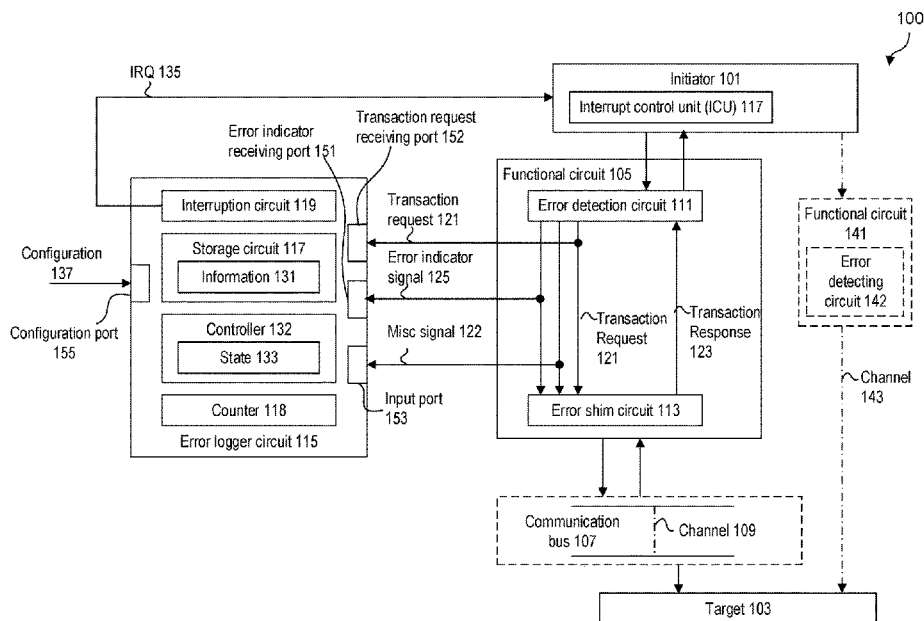 100
IRQ 135
Initiator 101
Interrupt control unit (ICU) 117
Transaction request
receiving port 152
Error indicator
receiving port 151
Functional circuit 105
Error detection circuit 111
Interruption circuit 119
Transaction
request 121
Functional circuit
141
Error
detecting
circuit 142
Configuration
137
Storage circuit 117
Information 131
Error indicator
signal 125
Configuration port
155
Controller 132
State 133
Misc signal 122
Transaction
Request
121
Transaction
Response
123
Channel
143
Counter 118
Input port
153
Error shim circuit 113
Error logger circuit 115
Communication
bus 107
Channel 109
Target 103